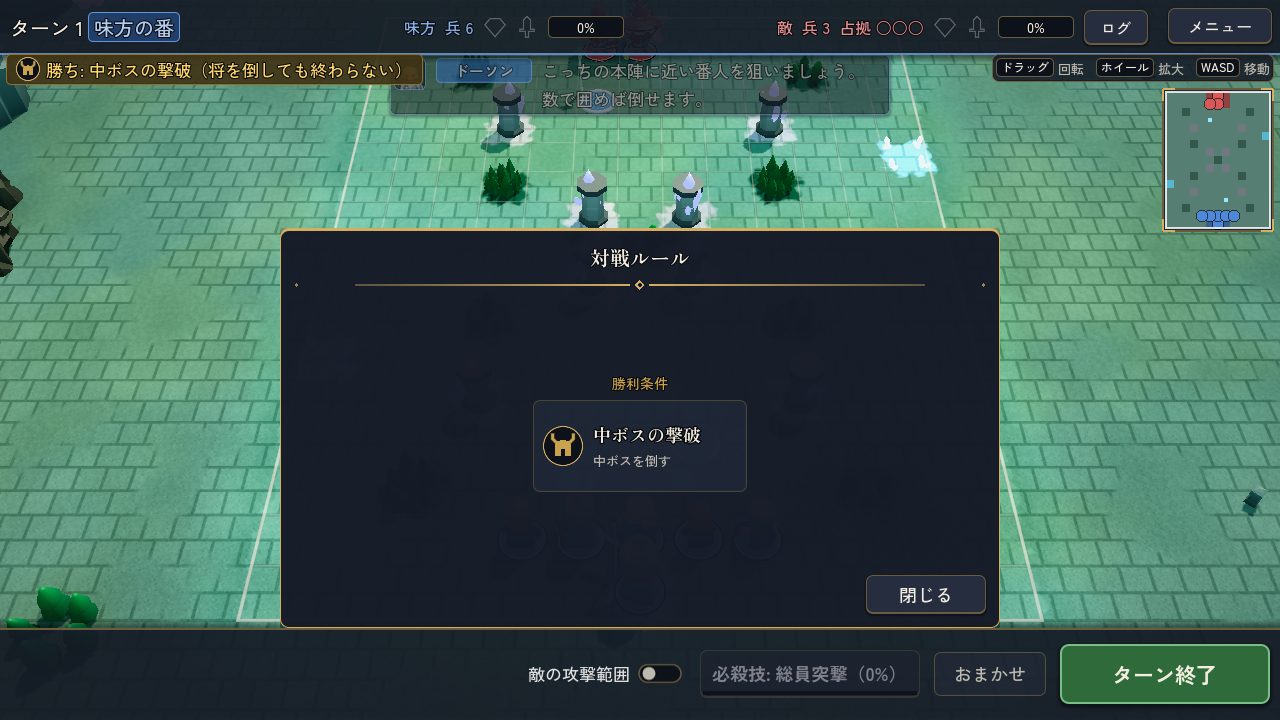 ターン 1 味方の番
味方 兵 6
0%
敵 兵 3 占拠 〇〇〇
0%
ログ
メニュー
勝ち: 中ボスの撃破（将を倒しても終わらない）
ドーソン
こっちの本陣に近い番人を狙いましょう。
数で囲めば倒せます。
ドラッグ 回転 ホイール 拡大 WASD 移動
対戦ルール
勝利条件
中ボスの撃破
中ボスを倒す
閉じる
敵の攻撃範囲
必殺技: 総員突撃（0%）
おまかせ
ターン終了